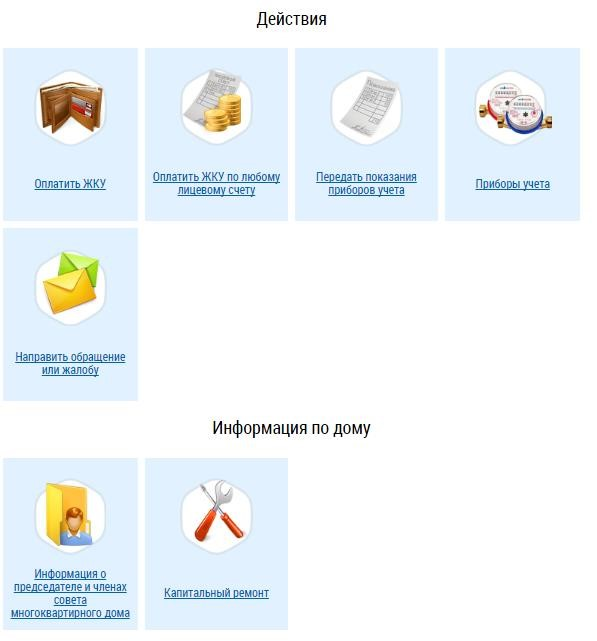 Действия
Оплатить ЖКУ
Оплатить ЖКУ по любому
лицевому счету
Передать показания
приборов учета
Приборы учета
Направить обращение
или жалобу
Информация по дому
Информация о
председателе и членах
совета
многоквартирного дома
Капитальный ремонт